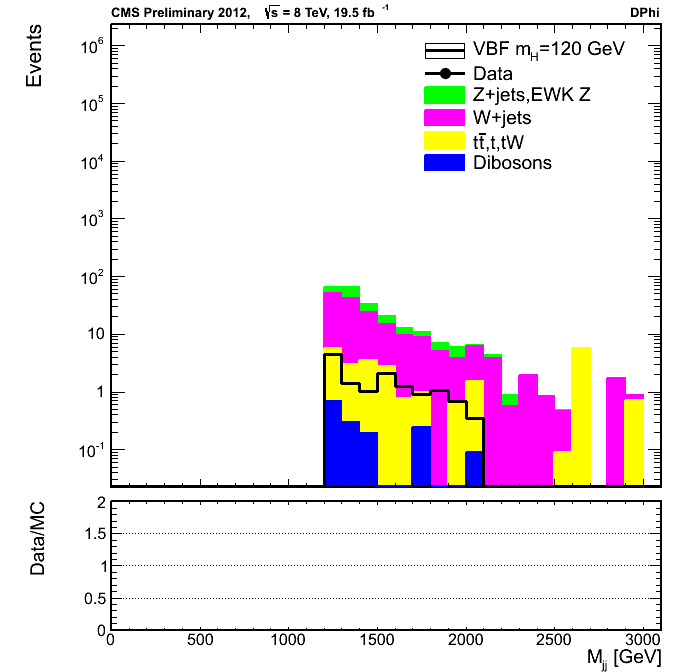 CMS Preliminary 2012, √s = 8 TeV, 19.5 fb⁻¹ DPhi
Events
VBF m_H=120 GeV
Data
Z+jets,EWK Z
W+jets
tt̄,t,tW
Dibosons
10⁶
10⁵
10⁴
10³
10²
10
1
10⁻¹
Data/MC
2
1.5
1
0.5
0
0 500 1000 1500 2000 2500 3000
M_jj [GeV]